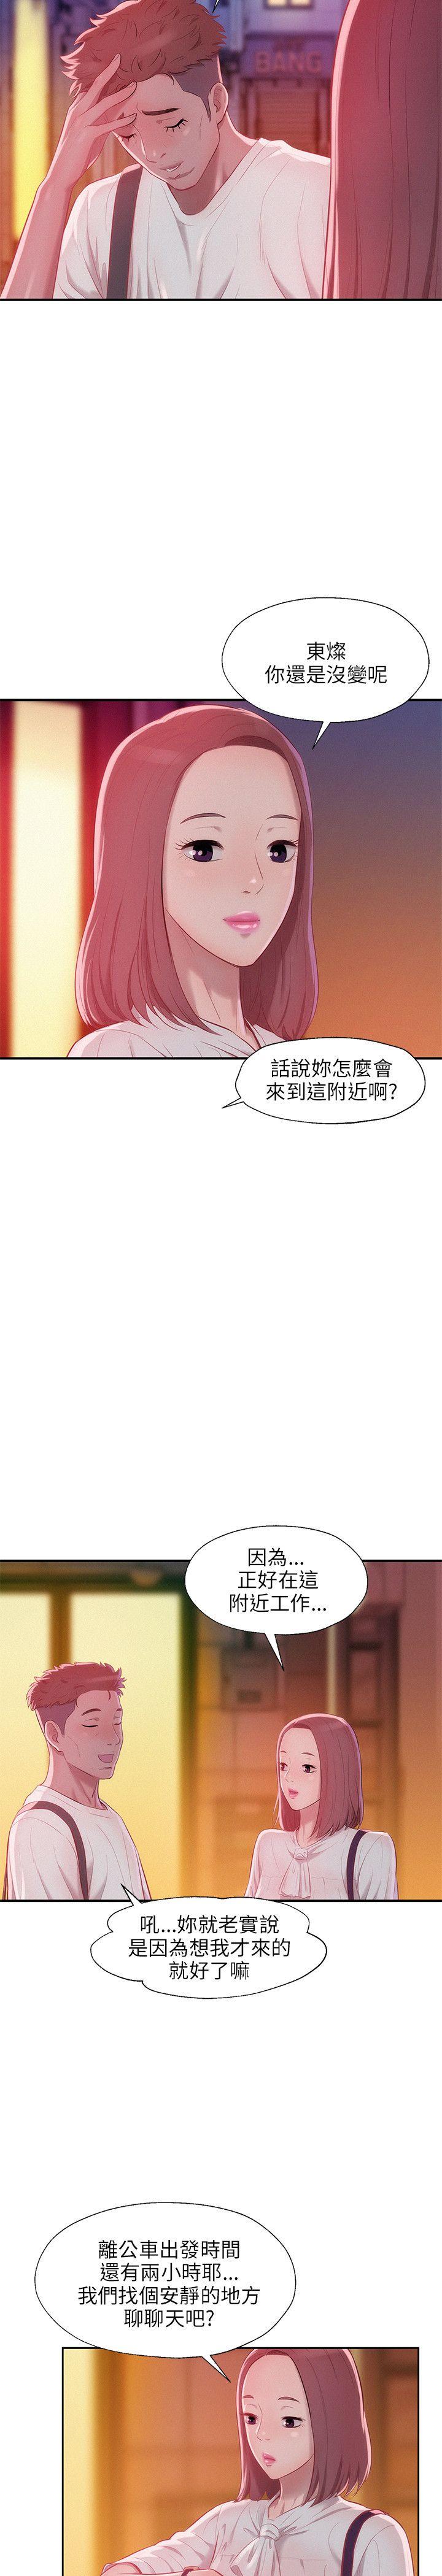 BANG
東燦
你還是沒變呢
話說妳怎麼會
來到這附近啊?
因為...
正好在這
附近工作...
吼...妳就老實說
是因為想我才來的
就好了嘛
離公車出發時間
還有兩小時耶...
我們找個安靜的地方
聊聊天吧?